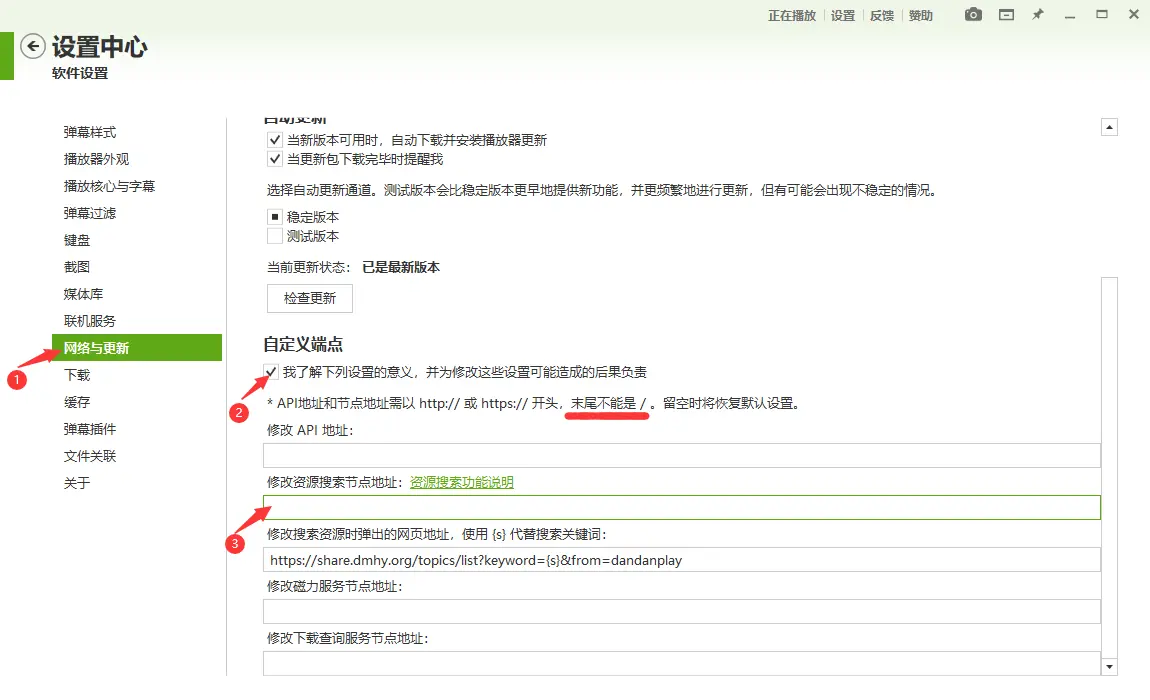 正在播放 设置 反馈 赞助
设置中心
软件设置
弹幕样式
播放器外观
播放核心与字幕
弹幕过滤
键盘
截图
媒体库
联机服务
网络与更新
下载
缓存
弹幕插件
文件关联
关于
1
自动更新
当新版本可用时，自动下载并安装播放器更新
当更新包下载完毕时提醒我
选择自动更新通道。测试版本会比稳定版本更早地提供新功能，并更频繁地进行更新，但有可能会出现不稳定的情况。
稳定版本
测试版本
当前更新状态： 已是最新版本
检查更新
自定义端点
我了解下列设置的意义，并为修改这些设置可能造成的后果负责
2
* API地址和节点地址需以 http:// 或 https:// 开头，末尾不能是 / 。留空时将恢复默认设置。
修改 API 地址：
修改资源搜索节点地址： 资源搜索功能说明
3
修改搜索资源时弹出的网页地址，使用 {s} 代替搜索关键词：
https://share.dmhy.org/topics/list?keyword={s}&from=dandanplay
修改磁力服务节点地址：
修改下载查询服务节点地址：